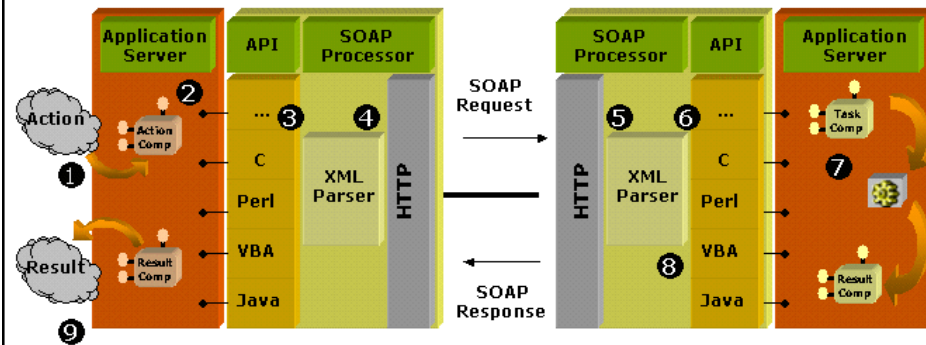 Application
Server
API
SOAP
Processor
SOAP
Processor
API
Application
Server
SOAP
Request
Action
1
2
Action
Comp
...
3
4
C
Perl
VBA
Java
XML
Parser
HTTP
Result
9
Result
Comp
SOAP
Response
HTTP
5
XML
Parser
6
8
...
C
Perl
VBA
Java
Task
Comp
7
Result
Comp